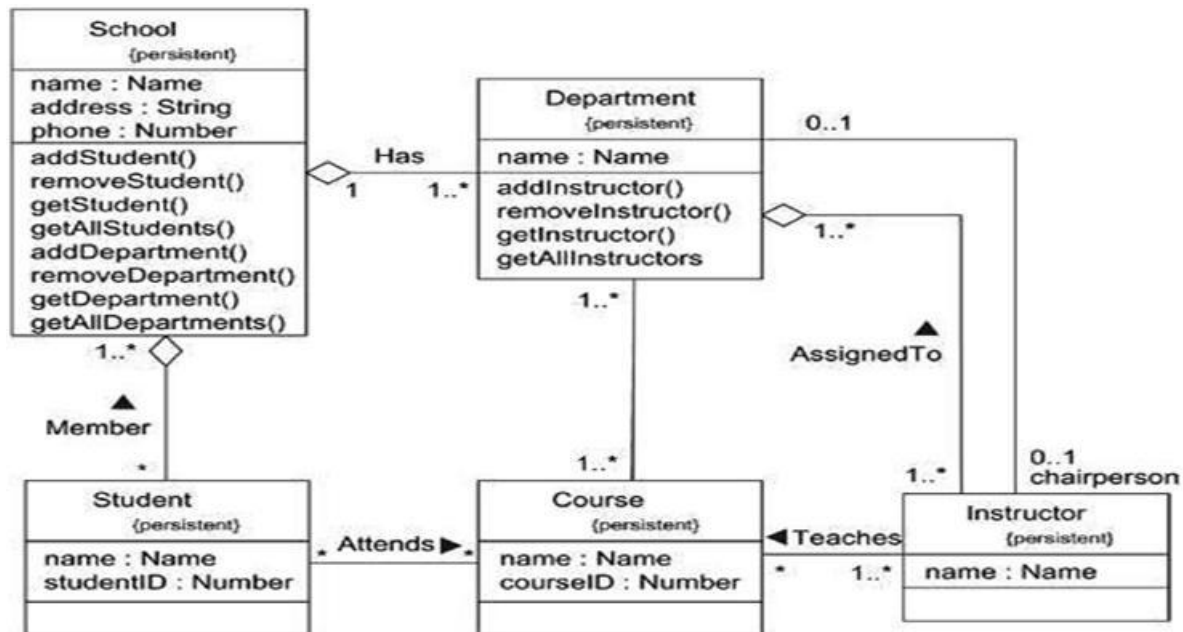 School
{persistent}
name : Name
address : String
phone : Number
addStudent()
removeStudent()
getStudent()
getAllStudents()
addDepartment()
removeDepartment()
getDepartment()
getAllDepartments()
Has
1
1..*
Department
{persistent}
name : Name
addInstructor()
removeInstructor()
getInstructor()
getAllInstructors
0..1
1..*
1..*
AssignedTo
1..*
Member
*
1..*
1..*
0..1
chairperson
Student
{persistent}
name : Name
studentID : Number
* Attends ▶ *
Course
{persistent}
name : Name
courseID : Number
◀ Teaches
* 1..*
Instructor
{persistent}
name : Name